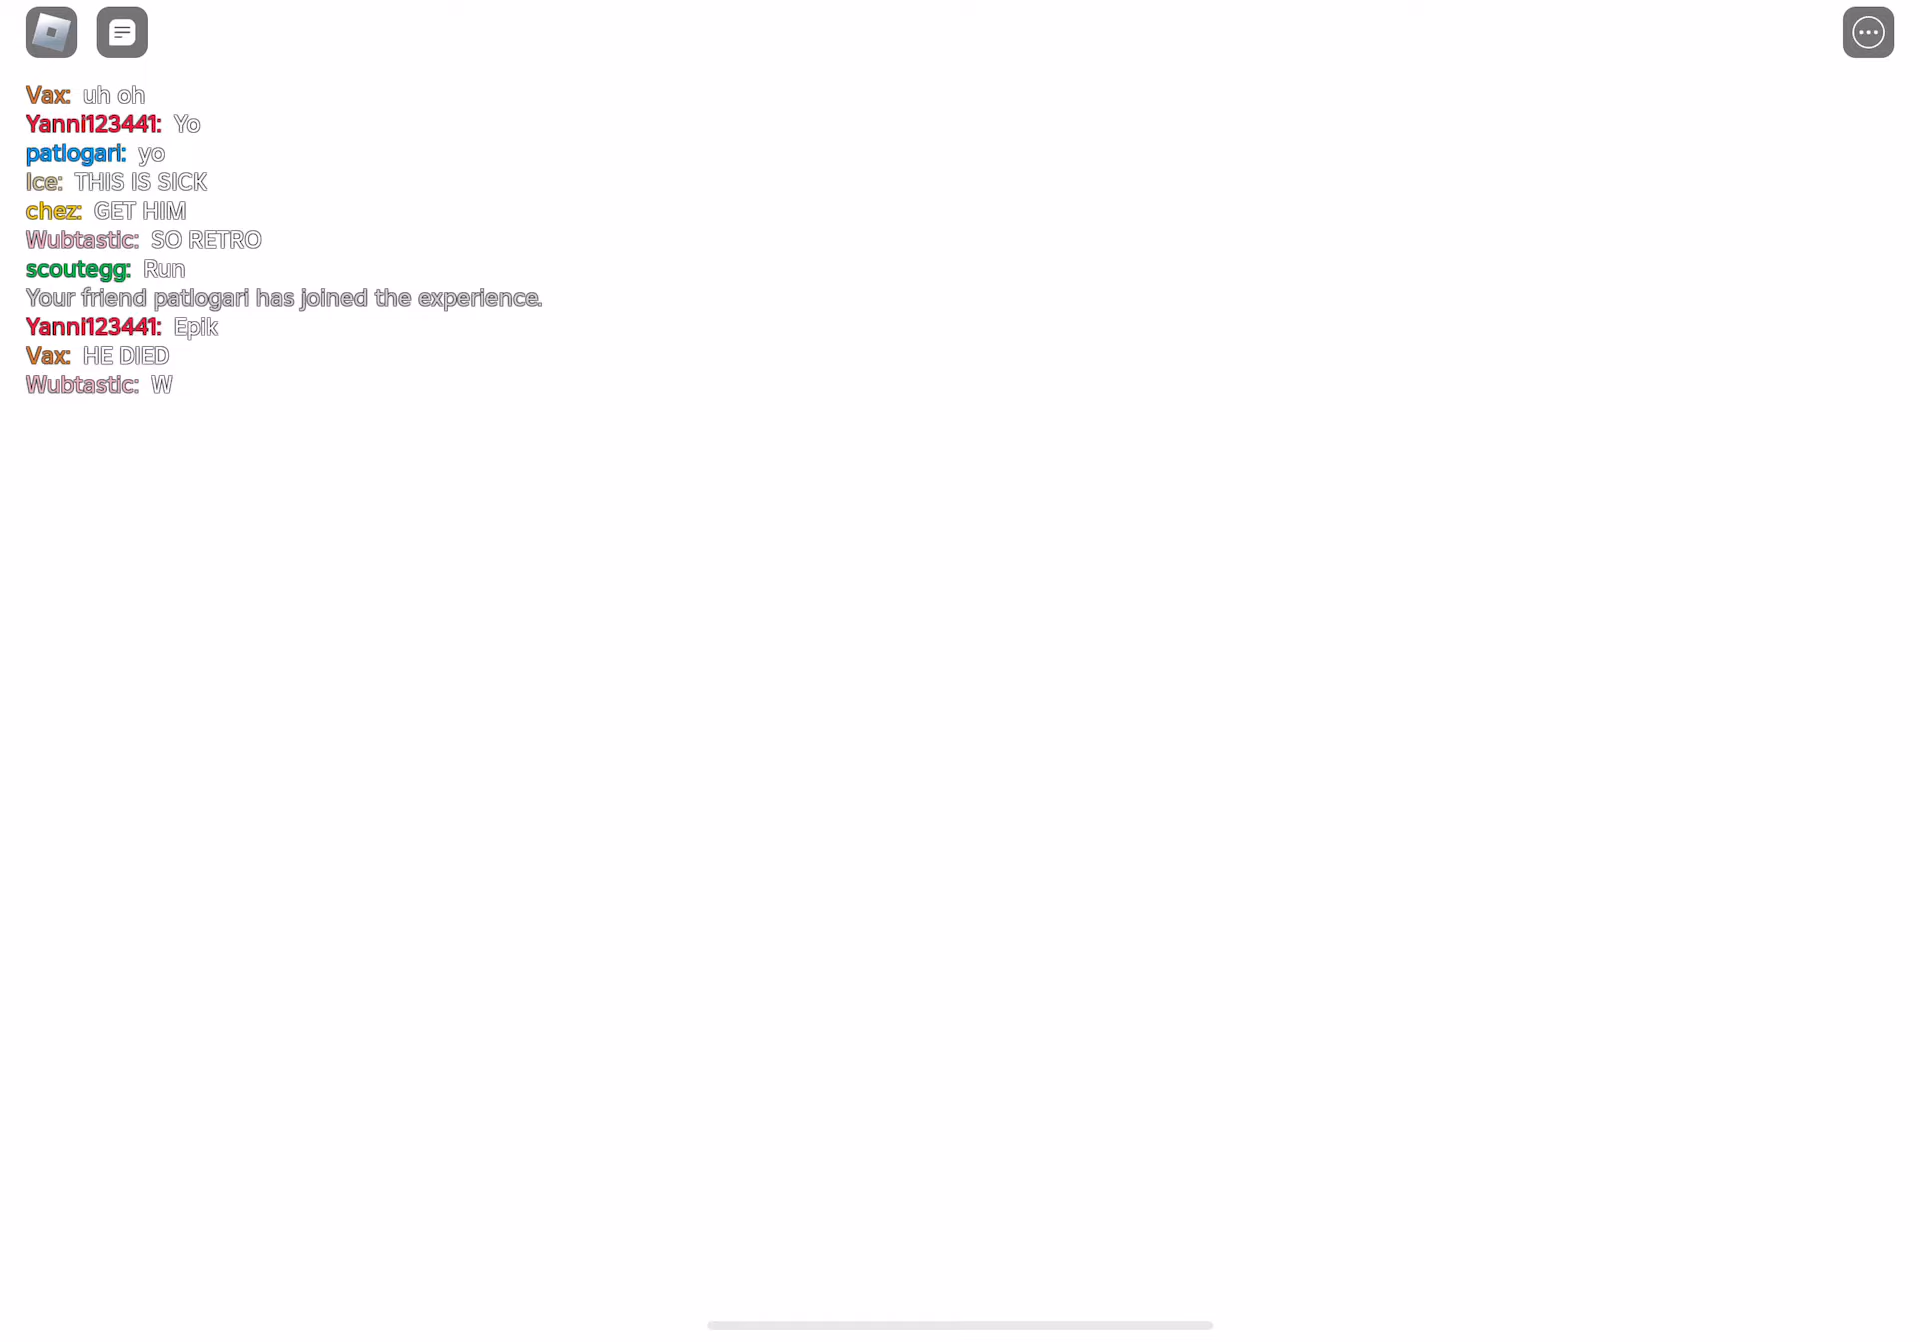 Vax: uh oh
Yanni123441: Yo
patlogari: yo
Ice: THIS IS SICK
chez: GET HIM
Wubtastic: SO RETRO
scoutegg: Run
Your friend patlogari has joined the experience.
Yanni123441: Epik
Vax: HE DIED
Wubtastic: W